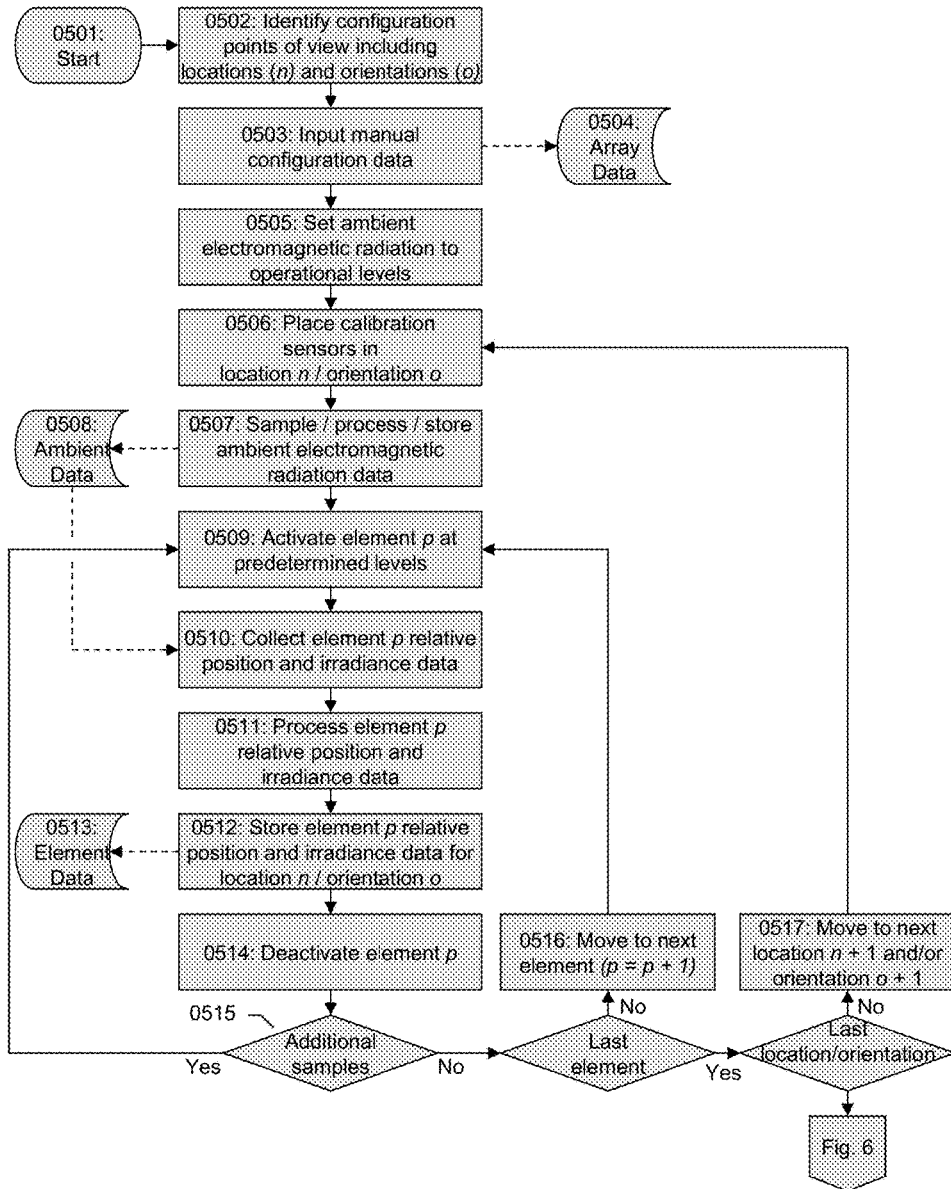 0501:
Start
0502: Identify configuration
points of view including
locations (n) and orientations (o)
0503: Input manual
configuration data
0504:
Array
Data
0505: Set ambient
electromagnetic radiation to
operational levels
0506: Place calibration
sensors in
location n / orientation o
0508:
Ambient
Data
0507: Sample / process / store
ambient electromagnetic
radiation data
0509: Activate element p at
predetermined levels
0510: Collect element p relative
position and irradiance data
0511: Process element p
relative position and
irradiance data
0513:
Element
Data
0512: Store element p relative
position and irradiance data for
location n / orientation o
0514: Deactivate element p
0516: Move to next
element (p = p + 1)
0517: Move to next
location n + 1 and/or
orientation o + 1
0515
Additional
samples
Yes
No
Last
element
No
Yes
Last
location/orientation
No
Fig. 6